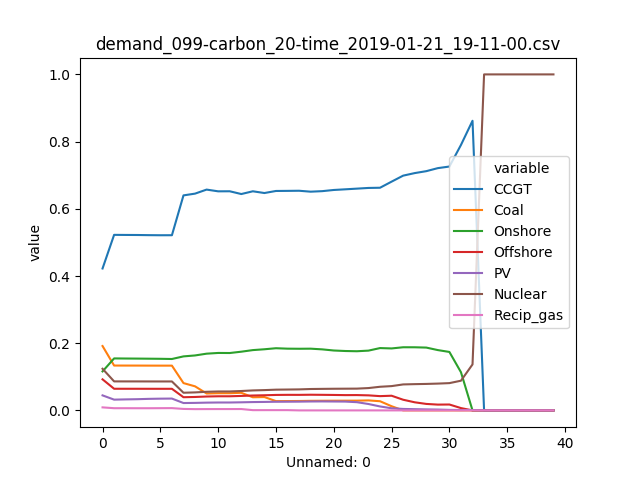 demand_099-carbon_20-time_2019-01-21_19-11-00.csv
1.0
0.8
0.6
0.4
0.2
0.0
value
variable
CCGT
Coal
Onshore
Offshore
PV
Nuclear
Recip_gas
0 5 10 15 20 25 30 35 40
Unnamed: 0